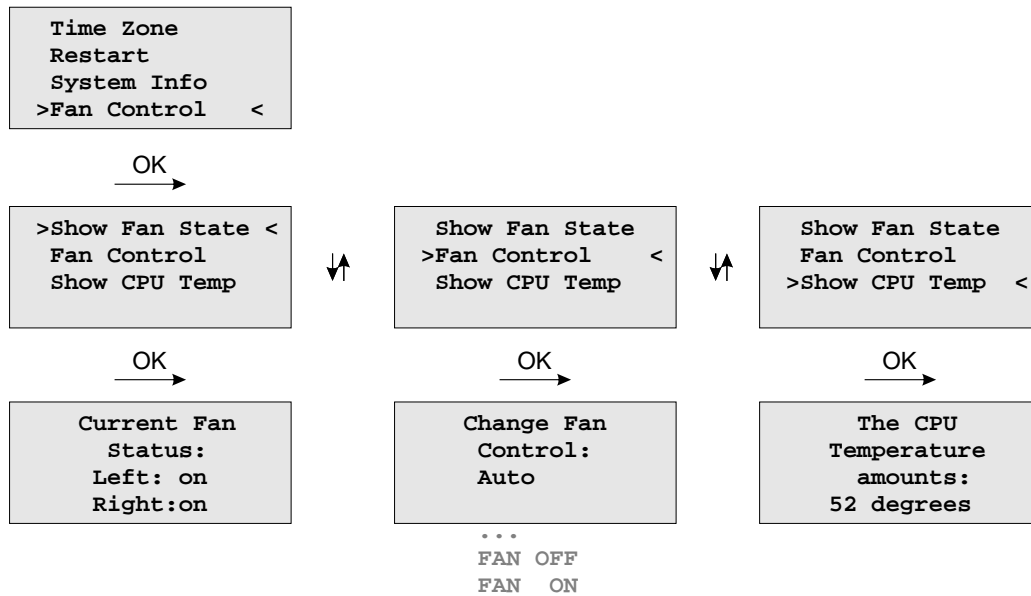 Time Zone
Restart
System Info
>Fan Control <
OK
>Show Fan State <
Fan Control
Show CPU Temp
Show Fan State
>Fan Control <
Show CPU Temp
Show Fan State
Fan Control
>Show CPU Temp <
OK
OK
OK
Current Fan
Status:
Left: on
Right:on
Change Fan
Control:
Auto
...
FAN OFF
FAN ON
The CPU
Temperature
amounts:
52 degrees